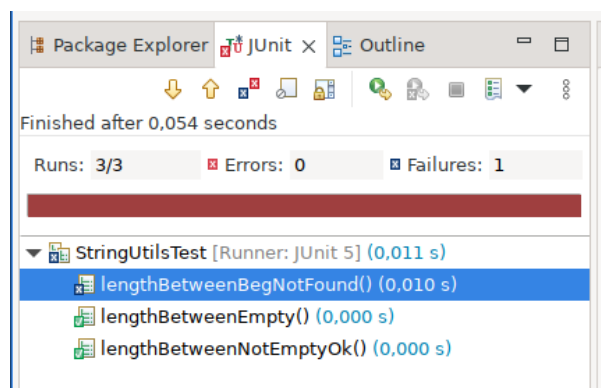 Package Explorer JUnit Outline
Finished after 0,054 seconds
Runs: 3/3 Errors: 0 Failures: 1
StringUtilsTest [Runner: JUnit 5] (0,011 s)
lengthBetweenBegNotFound() (0,010 s)
lengthBetweenEmpty() (0,000 s)
lengthBetweenNotEmptyOk() (0,000 s)